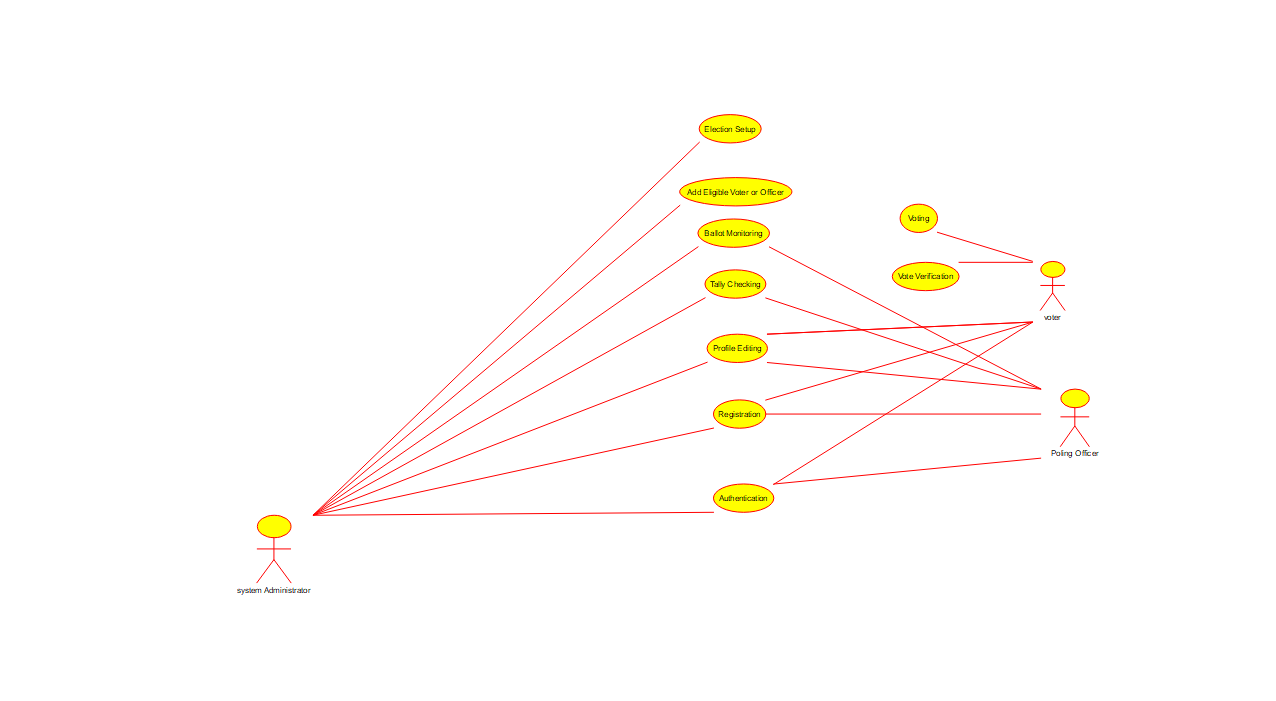 Election Setup
Add Eligible Voter or Officer
Voting
Ballot Monitoring
Vote Verification
Tally Checking
voter
Profile Editing
Registration
Poling Officer
Authentication
system Administrator